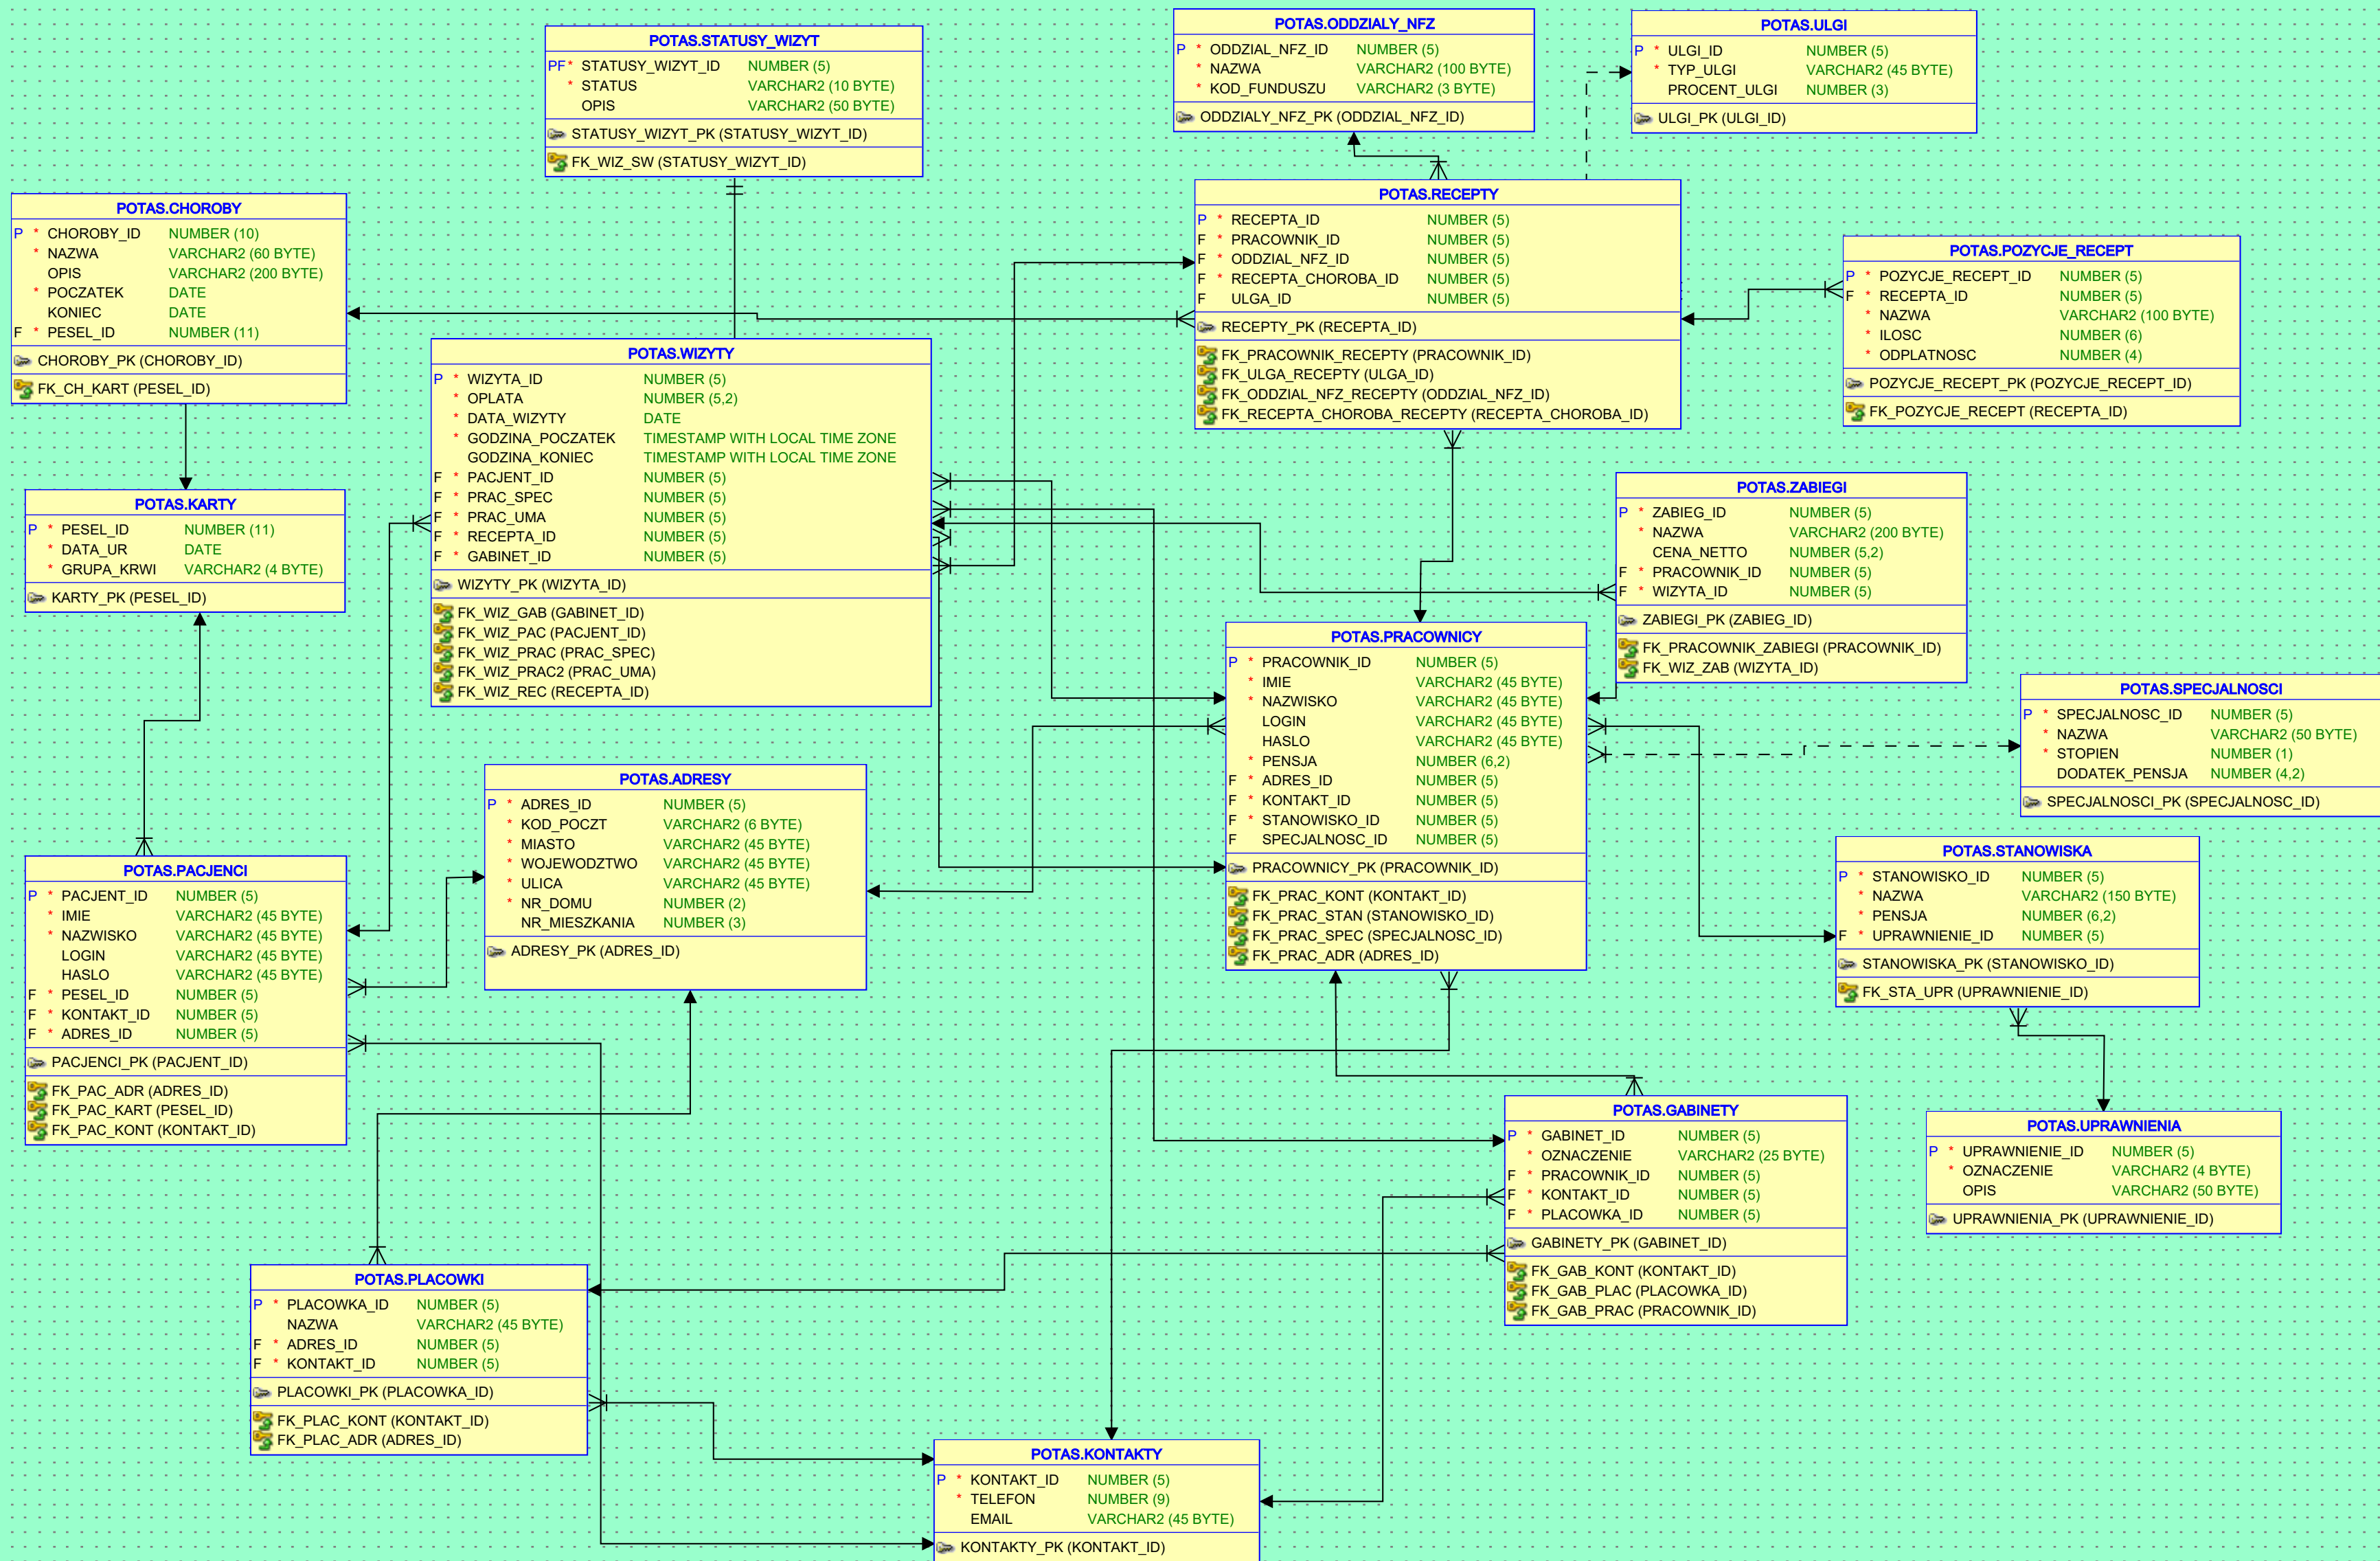 POTAS.STATUSY_WIZYT
PF * STATUSY_WIZYT_ID NUMBER (5)
* STATUS VARCHAR2 (10 BYTE)
OPIS VARCHAR2 (50 BYTE)
STATUSY_WIZYT_PK (STATUSY_WIZYT_ID)
FK_WIZ_SW (STATUSY_WIZYT_ID)
POTAS.ODDZIALY_NFZ
P * ODDZIAL_NFZ_ID NUMBER (5)
* NAZWA VARCHAR2 (100 BYTE)
* KOD_FUNDUSZU VARCHAR2 (3 BYTE)
ODDZIALY_NFZ_PK (ODDZIAL_NFZ_ID)
POTAS.ULGI
P * ULGI_ID NUMBER (5)
* TYP_ULGI VARCHAR2 (45 BYTE)
PROCENT_ULGI NUMBER (3)
ULGI_PK (ULGI_ID)
POTAS.CHOROBY
P * CHOROBY_ID NUMBER (10)
* NAZWA VARCHAR2 (60 BYTE)
OPIS VARCHAR2 (200 BYTE)
* POCZATEK DATE
KONIEC DATE
F * PESEL_ID NUMBER (11)
CHOROBY_PK (CHOROBY_ID)
FK_CH_KART (PESEL_ID)
POTAS.RECEPTY
P * RECEPTA_ID NUMBER (5)
F * PRACOWNIK_ID NUMBER (5)
F * ODDZIAL_NFZ_ID NUMBER (5)
F * RECEPTA_CHOROBA_ID NUMBER (5)
F ULGA_ID NUMBER (5)
RECEPTY_PK (RECEPTA_ID)
FK_PRACOWNIK_RECEPTY (PRACOWNIK_ID)
FK_ULGA_RECEPTY (ULGA_ID)
FK_ODDZIAL_NFZ_RECEPTY (ODDZIAL_NFZ_ID)
FK_RECEPTA_CHOROBA_RECEPTY (RECEPTA_CHOROBA_ID)
POTAS.POZYCJE_RECEPT
P * POZYCJE_RECEPT_ID NUMBER (5)
F * RECEPTA_ID NUMBER (5)
* NAZWA VARCHAR2 (100 BYTE)
* ILOSC NUMBER (6)
* ODPLATNOSC NUMBER (4)
POZYCJE_RECEPT_PK (POZYCJE_RECEPT_ID)
FK_POZYCJE_RECEPT (RECEPTA_ID)
POTAS.WIZYTY
P * WIZYTA_ID NUMBER (5)
* OPLATA NUMBER (5,2)
* DATA_WIZYTY DATE
* GODZINA_POCZATEK TIMESTAMP WITH LOCAL TIME ZONE
GODZINA_KONIEC TIMESTAMP WITH LOCAL TIME ZONE
F * PACJENT_ID NUMBER (5)
F * PRAC_SPEC NUMBER (5)
F * PRAC_UMA NUMBER (5)
F * RECEPTA_ID NUMBER (5)
F * GABINET_ID NUMBER (5)
WIZYTY_PK (WIZYTA_ID)
FK_WIZ_GAB (GABINET_ID)
FK_WIZ_PAC (PACJENT_ID)
FK_WIZ_PRAC (PRAC_SPEC)
FK_WIZ_PRAC2 (PRAC_UMA)
FK_WIZ_REC (RECEPTA_ID)
POTAS.KARTY
P * PESEL_ID NUMBER (11)
* DATA_UR DATE
* GRUPA_KRWI VARCHAR2 (4 BYTE)
KARTY_PK (PESEL_ID)
POTAS.ZABIEGI
P * ZABIEG_ID NUMBER (5)
* NAZWA VARCHAR2 (200 BYTE)
CENA_NETTO NUMBER (5,2)
F * PRACOWNIK_ID NUMBER (5)
F * WIZYTA_ID NUMBER (5)
ZABIEGI_PK (ZABIEG_ID)
FK_PRACOWNIK_ZABIEGI (PRACOWNIK_ID)
FK_WIZ_ZAB (WIZYTA_ID)
POTAS.PRACOWNICY
P * PRACOWNIK_ID NUMBER (5)
* IMIE VARCHAR2 (45 BYTE)
* NAZWISKO VARCHAR2 (45 BYTE)
LOGIN VARCHAR2 (45 BYTE)
HASLO VARCHAR2 (45 BYTE)
* PENSJA NUMBER (6,2)
F * ADRES_ID NUMBER (5)
F * KONTAKT_ID NUMBER (5)
F * STANOWISKO_ID NUMBER (5)
F SPECJALNOSC_ID NUMBER (5)
PRACOWNICY_PK (PRACOWNIK_ID)
FK_PRAC_KONT (KONTAKT_ID)
FK_PRAC_STAN (STANOWISKO_ID)
FK_PRAC_SPEC (SPECJALNOSC_ID)
FK_PRAC_ADR (ADRES_ID)
POTAS.SPECJALNOSCI
P * SPECJALNOSC_ID NUMBER (5)
* NAZWA VARCHAR2 (50 BYTE)
* STOPIEN NUMBER (1)
DODATEK_PENSJA NUMBER (4,2)
SPECJALNOSCI_PK (SPECJALNOSC_ID)
POTAS.ADRESY
P * ADRES_ID NUMBER (5)
* KOD_POCZT VARCHAR2 (6 BYTE)
* MIASTO VARCHAR2 (45 BYTE)
* WOJEWODZTWO VARCHAR2 (45 BYTE)
* ULICA VARCHAR2 (45 BYTE)
* NR_DOMU NUMBER (2)
NR_MIESZKANIA NUMBER (3)
ADRESY_PK (ADRES_ID)
POTAS.STANOWISKA
P * STANOWISKO_ID NUMBER (5)
* NAZWA VARCHAR2 (150 BYTE)
* PENSJA NUMBER (6,2)
F * UPRAWNIENIE_ID NUMBER (5)
STANOWISKA_PK (STANOWISKO_ID)
FK_STA_UPR (UPRAWNIENIE_ID)
POTAS.PACJENCI
P * PACJENT_ID NUMBER (5)
* IMIE VARCHAR2 (45 BYTE)
* NAZWISKO VARCHAR2 (45 BYTE)
LOGIN VARCHAR2 (45 BYTE)
HASLO VARCHAR2 (45 BYTE)
F * PESEL_ID NUMBER (5)
F * KONTAKT_ID NUMBER (5)
F * ADRES_ID NUMBER (5)
PACJENCI_PK (PACJENT_ID)
FK_PAC_ADR (ADRES_ID)
FK_PAC_KART (PESEL_ID)
FK_PAC_KONT (KONTAKT_ID)
POTAS.GABINETY
P * GABINET_ID NUMBER (5)
* OZNACZENIE VARCHAR2 (25 BYTE)
F * PRACOWNIK_ID NUMBER (5)
F * KONTAKT_ID NUMBER (5)
F * PLACOWKA_ID NUMBER (5)
GABINETY_PK (GABINET_ID)
FK_GAB_KONT (KONTAKT_ID)
FK_GAB_PLAC (PLACOWKA_ID)
FK_GAB_PRAC (PRACOWNIK_ID)
POTAS.UPRAWNIENIA
P * UPRAWNIENIE_ID NUMBER (5)
* OZNACZENIE VARCHAR2 (4 BYTE)
OPIS VARCHAR2 (50 BYTE)
UPRAWNIENIA_PK (UPRAWNIENIE_ID)
POTAS.PLACOWKI
P * PLACOWKA_ID NUMBER (5)
NAZWA VARCHAR2 (45 BYTE)
F * ADRES_ID NUMBER (5)
F * KONTAKT_ID NUMBER (5)
PLACOWKI_PK (PLACOWKA_ID)
FK_PLAC_KONT (KONTAKT_ID)
FK_PLAC_ADR (ADRES_ID)
POTAS.KONTAKTY
P * KONTAKT_ID NUMBER (5)
* TELEFON NUMBER (9)
EMAIL VARCHAR2 (45 BYTE)
KONTAKTY_PK (KONTAKT_ID)